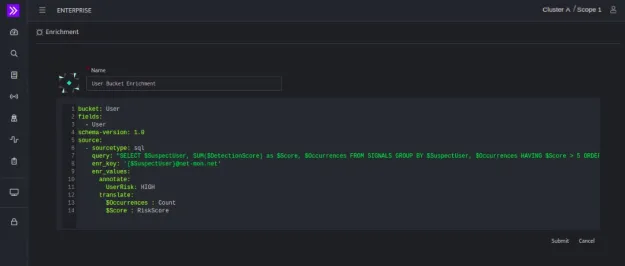 ENTERPRISE
Cluster A / Scope 1
Enrichment
Name
User Bucket Enrichment
1 bucket: User
2 fields:
3 - User
4 schema-version: 1.0
5 source:
6 - sourcetype: sql
7 query: "SELECT $SuspectUser, SUM($DetectionScore) as $Score, $Occurrences FROM SIGNALS GROUP BY $SuspectUser, $Occurrences HAVING $Score > 5 ORDER
8 enr_key: '{$SuspectUser}@net-mon.net'
9 enr_values:
10 annotate:
11 UserRisk: HIGH
12 translate:
13 $Occurrences : Count
14 $Score : RiskScore
Submit Cancel